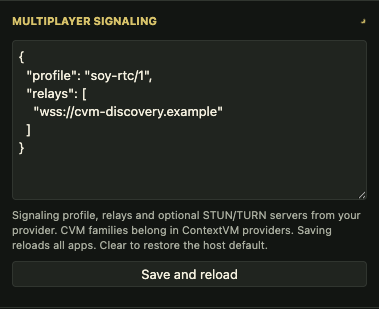 MULTIPLAYER SIGNALING
{
  "profile": "soy-rtc/1",
  "relays": [
    "wss://cvm-discovery.example"
  ]
}
Signaling profile, relays and optional STUN/TURN servers from your
provider. CVM families belong in ContextVM providers. Saving
reloads all apps. Clear to restore the host default.
Save and reload